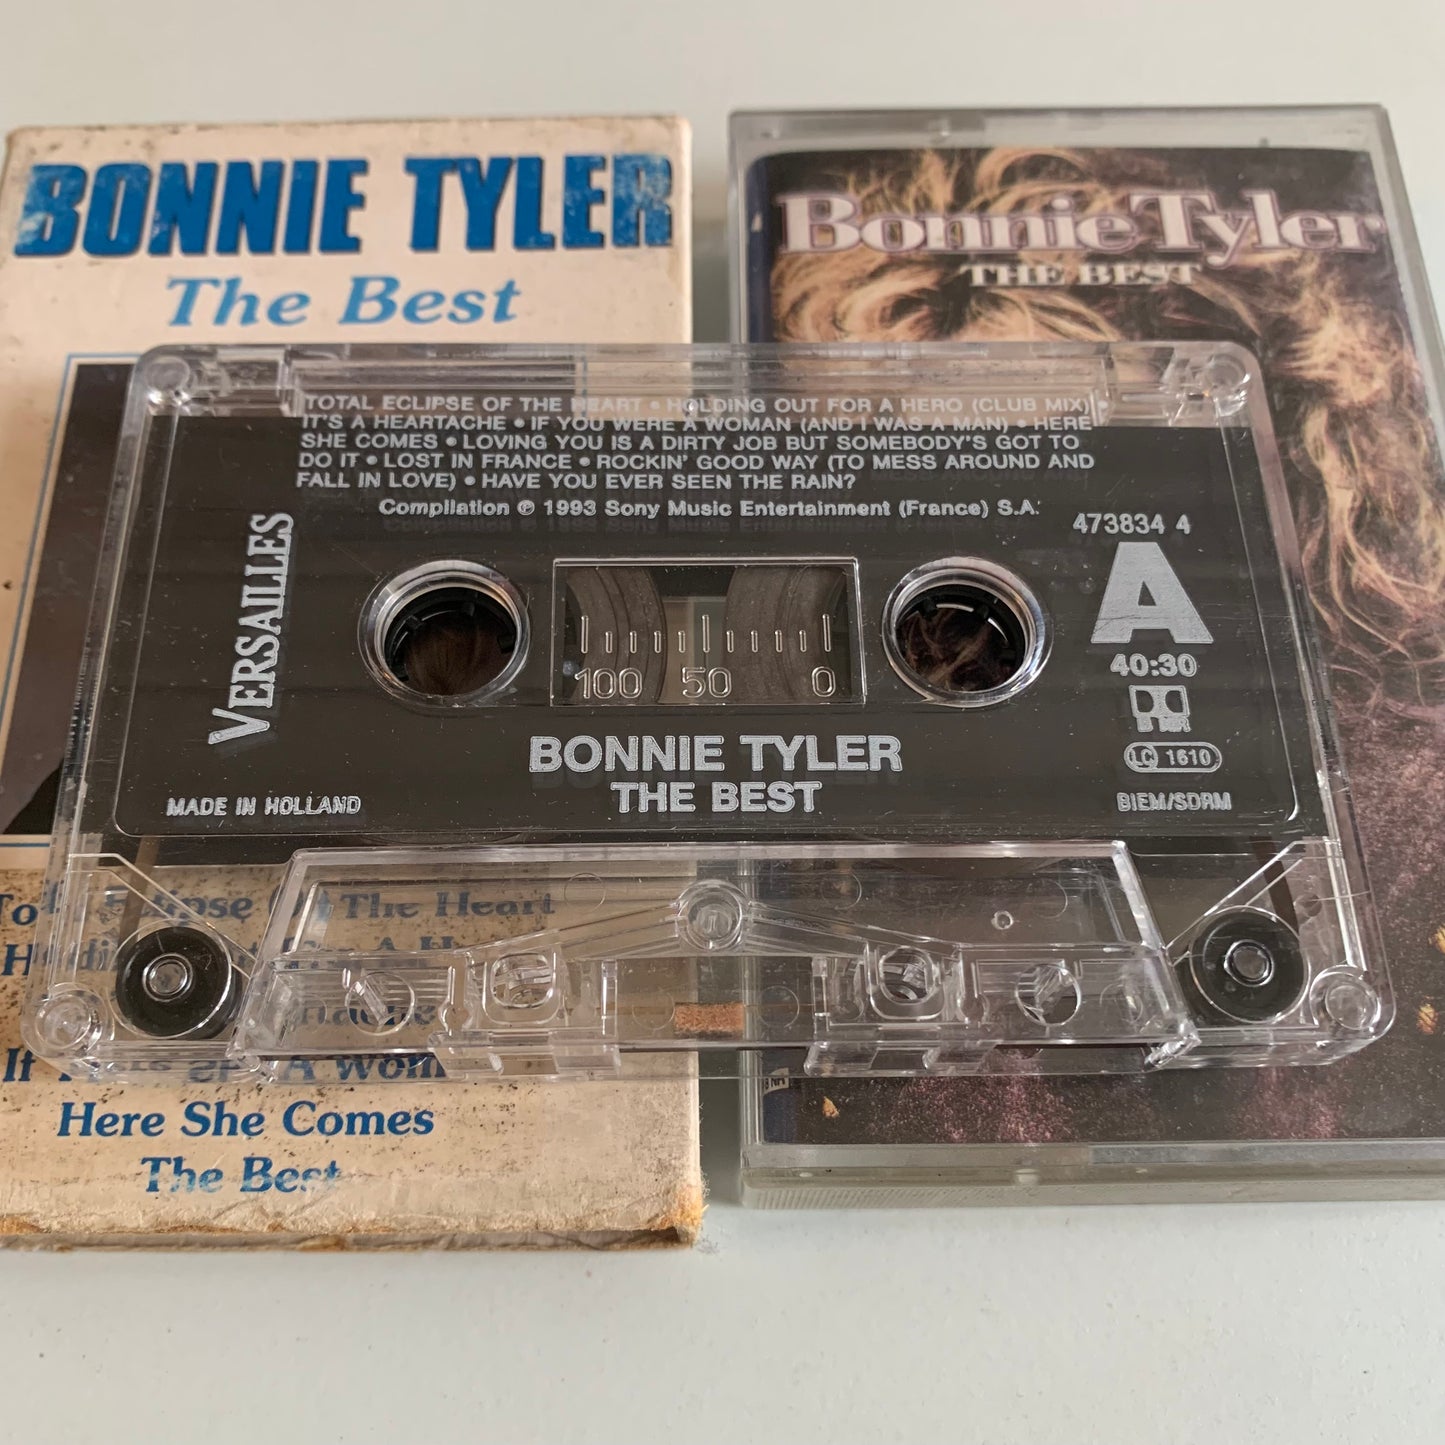 BONNIE TYLER
The Best
Bonnie Tyler
THE BEST
TOTAL ECLIPSE OF THE HEART • HOLDING OUT FOR A HERO (CLUB MIX) •
IT'S A HEARTACHE • IF YOU WERE A WOMAN (AND I WAS A MAN) • HERE
SHE COMES • LOVING YOU IS A DIRTY JOB BUT SOMEBODY'S GOT TO
DO IT • LOST IN FRANCE • ROCKIN' GOOD WAY (TO MESS AROUND AND
FALL IN LOVE) • HAVE YOU EVER SEEN THE RAIN?
Compilation ℗ 1993 Sony Music Entertainment (France) S.A.
VERSAILLES
473834 4
A
40:30
100 50 0
LC 1610
BONNIE TYLER
THE BEST
MADE IN HOLLAND
BIEM/SDRM
The Heart
A
If A Wom
Here She Comes
The Best